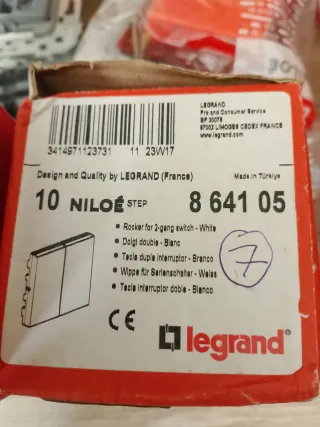 LEGRAND
Pro and Consumer Service
BP 30076
87002 LIMOGES CEDEX FRANCE
www.legrand.com
3414971123731 11 23W17
Design and Quality by LEGRAND (France) Made in Türkiye
10 NILOÉ STEP 8 641 05
• Rocker for 2-gang switch - White
• Doigt double - Blanc
• Tecla dupla interruptor - Branco
• Wippe für Serienschalter - Weiss
• Tecla interruptor doble - Blanco
7
CE
legrand®